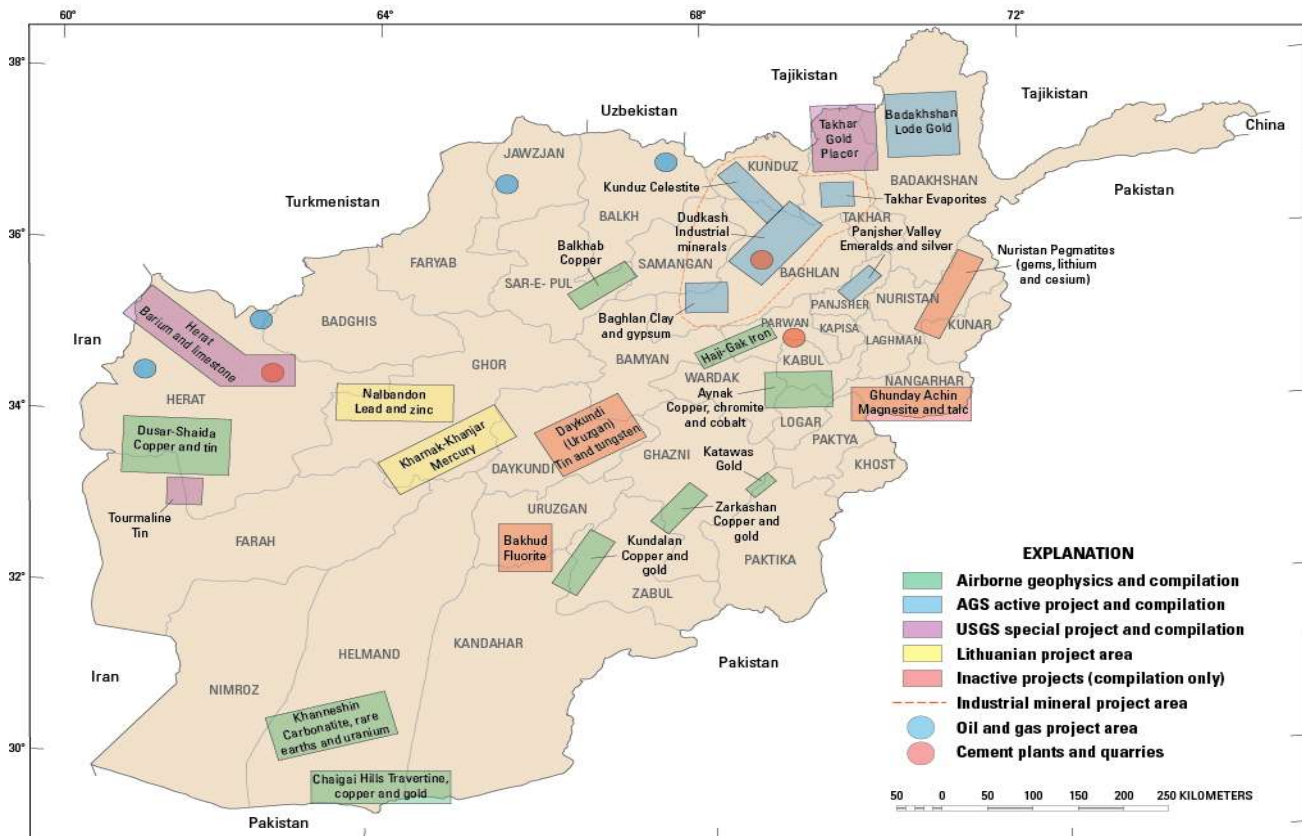 60°
64°
68°
72°
38°
36°
34°
32°
30°
Tajikistan
Tajikistan
China
Uzbekistan
Turkmenistan
Pakistan
Iran
Iran
Pakistan
Pakistan
JAWZJAN
KUNDUZ
BADAKHSHAN
BALKH
TAKHAR
FARYAB
SAMANGAN
SAR-E- PUL
BAGHLAN
BADGHIS
PANJSHER
NURISTAN
KUNAR
PARWAN
KAPISA
LAGHMAN
BAMYAN
KABUL
GHOR
WARDAK
NANGARHAR
HERAT
LOGAR
PAKTYA
GHAZNI
KHOST
DAYKUNDI
URUZGAN
FARAH
PAKTIKA
ZABUL
KANDAHAR
HELMAND
NIMROZ
Takhar
Gold
Placer
Badakhshan
Lode Gold
Kunduz Celestite
Takhar Evaporites
Dudkash
Industrial
minerals
Panjsher Valley
Emeralds and silver
Nuristan Pegmatites
(gems, lithium
and cesium)
Balkhab
Copper
Baghlan Clay
and gypsum
Herat
Barium and limestone
Haji-Gak Iron
Aynak
Copper, chromite
and cobalt
Ghunday Achin
Magnesite and talc
Nalbandon
Lead and zinc
Dusar-Shaida
Copper and tin
Kharnak-Khanjar
Mercury
Daykundi
(Uruzgan)
Tin and tungsten
Katawas
Gold
Tourmaline
Tin
Zarkashan
Copper and
gold
Bakhud
Fluorite
Kundalan
Copper and
gold
Khanneshin
Carbonatite, rare
earths and uranium
Chaigai Hills Travertine,
copper and gold
EXPLANATION
Airborne geophysics and compilation
AGS active project and compilation
USGS special project and compilation
Lithuanian project area
Inactive projects (compilation only)
Industrial mineral project area
Oil and gas project area
Cement plants and quarries
50 0 50 100 150 200 250 KILOMETERS